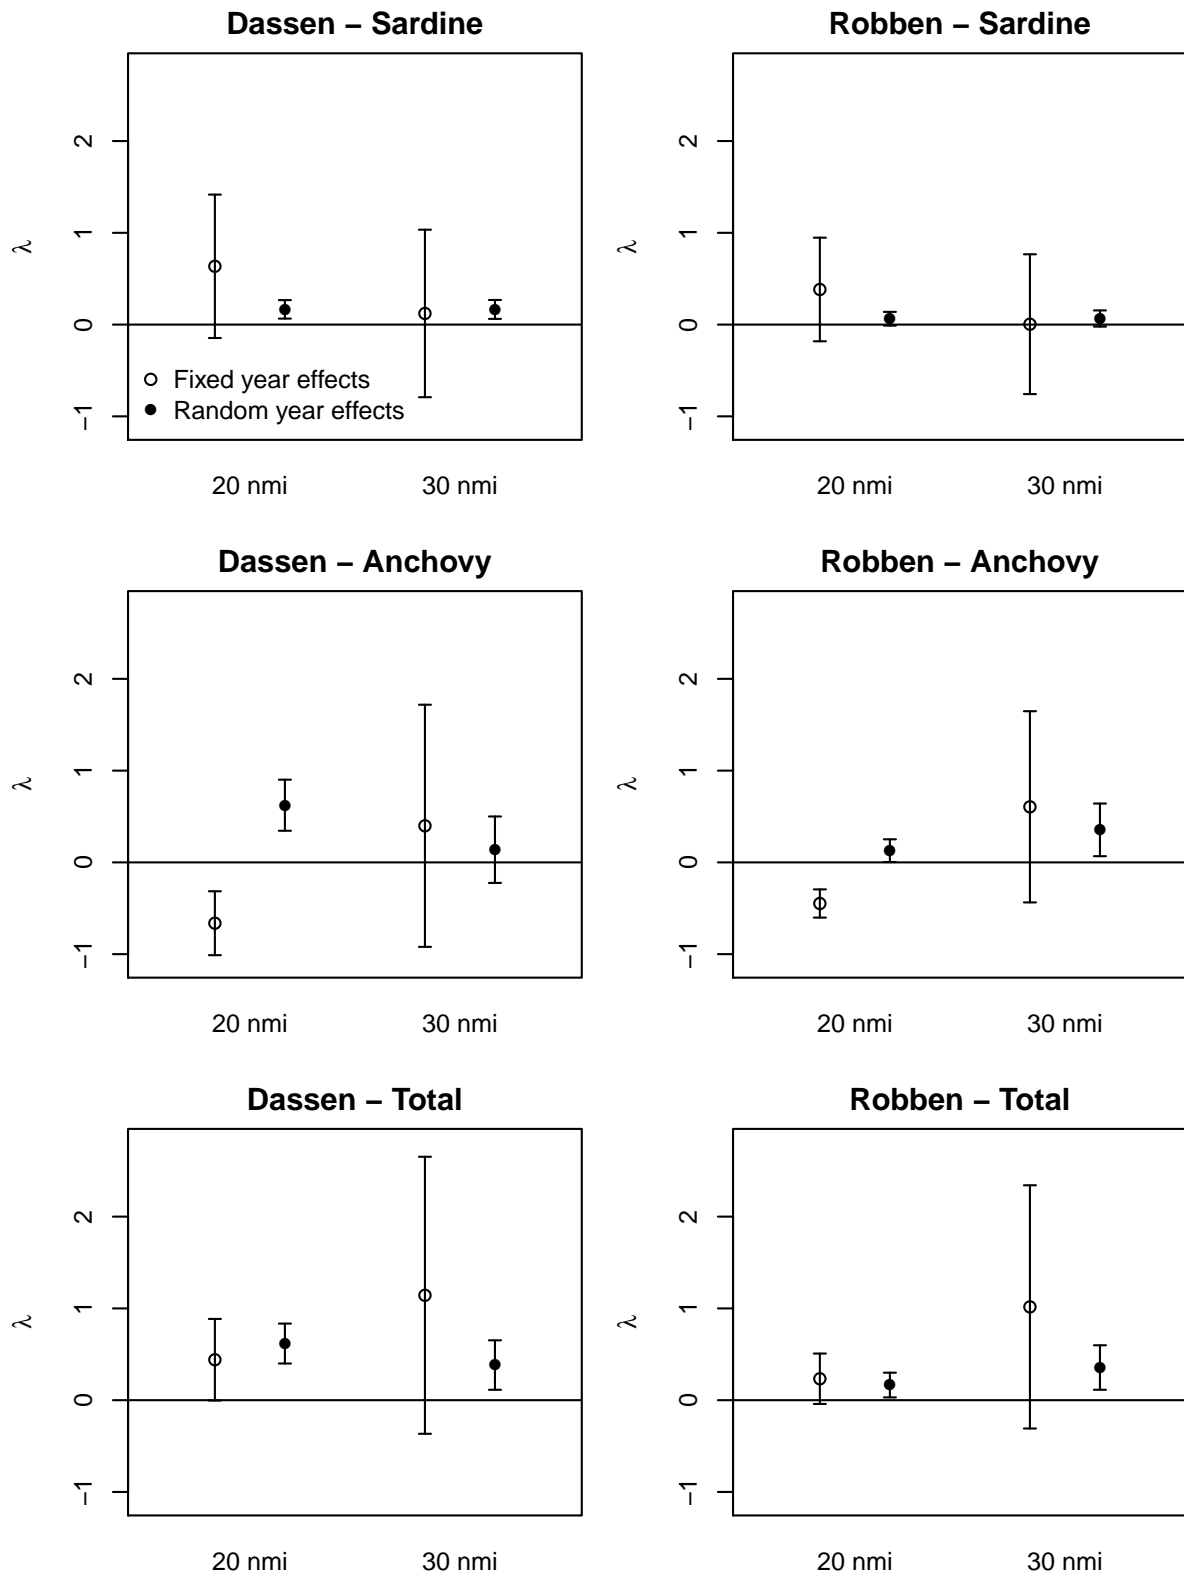 Dassen – Sardine
Robben – Sardine
2
1
0
−1
λ
Fixed year effects
Random year effects
20 nmi
30 nmi
2
1
0
−1
λ
20 nmi
30 nmi
Dassen – Anchovy
Robben – Anchovy
2
1
0
−1
λ
20 nmi
30 nmi
2
1
0
−1
λ
20 nmi
30 nmi
Dassen – Total
Robben – Total
2
1
0
−1
λ
20 nmi
30 nmi
2
1
0
−1
λ
20 nmi
30 nmi